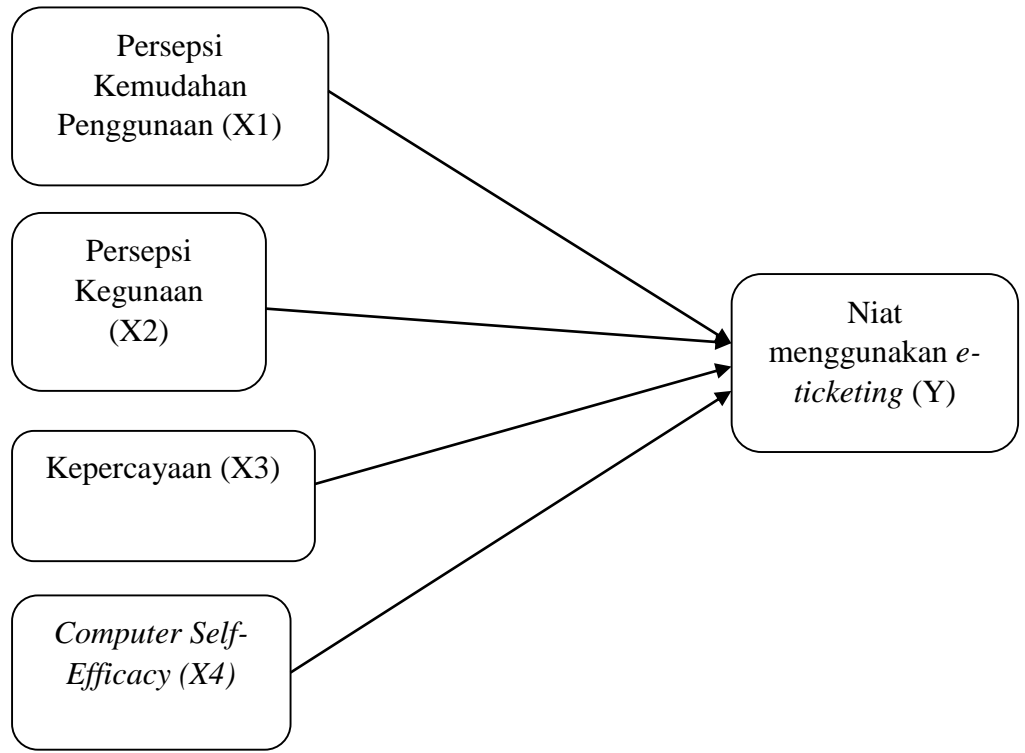 Persepsi
Kemudahan
Penggunaan (X1)
Persepsi
Kegunaan
(X2)
Niat
menggunakan e-
ticketing (Y)
Kepercayaan (X3)
Computer Self-
Efficacy (X4)